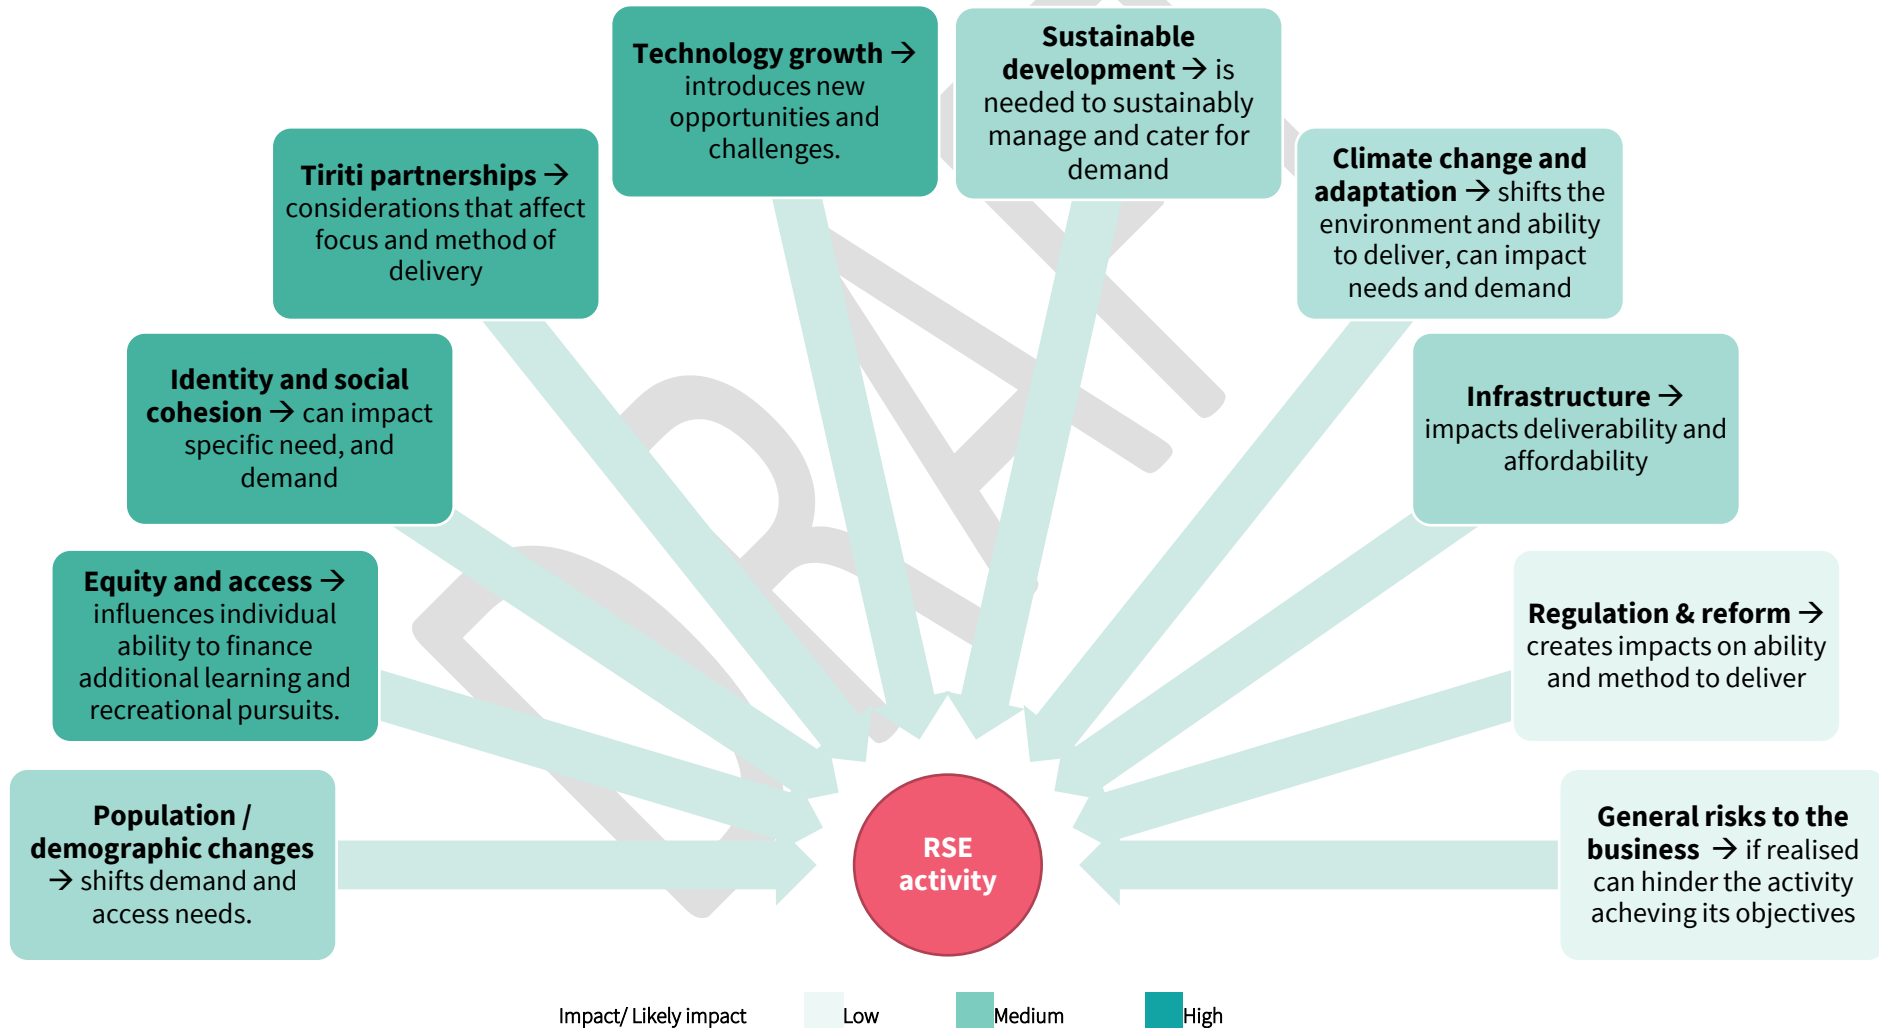 Technology growth →
introduces new
opportunities and
challenges.
Sustainable
development → is
needed to sustainably
manage and cater for
demand
Tiriti partnerships →
considerations that affect
focus and method of
delivery
Climate change and
adaptation → shifts the
environment and ability
to deliver, can impact
needs and demand
Identity and social
cohesion → can impact
specific need, and
demand
Infrastructure →
impacts deliverability and
affordability
Equity and access →
influences individual
ability to finance
additional learning and
recreational pursuits.
Regulation & reform →
creates impacts on ability
and method to deliver
Population /
demographic changes
→ shifts demand and
access needs.
General risks to the
business → if realised
can hinder the activity
acheving its objectives
RSE
activity
DRAFT
Impact/ Likely impact Low Medium High